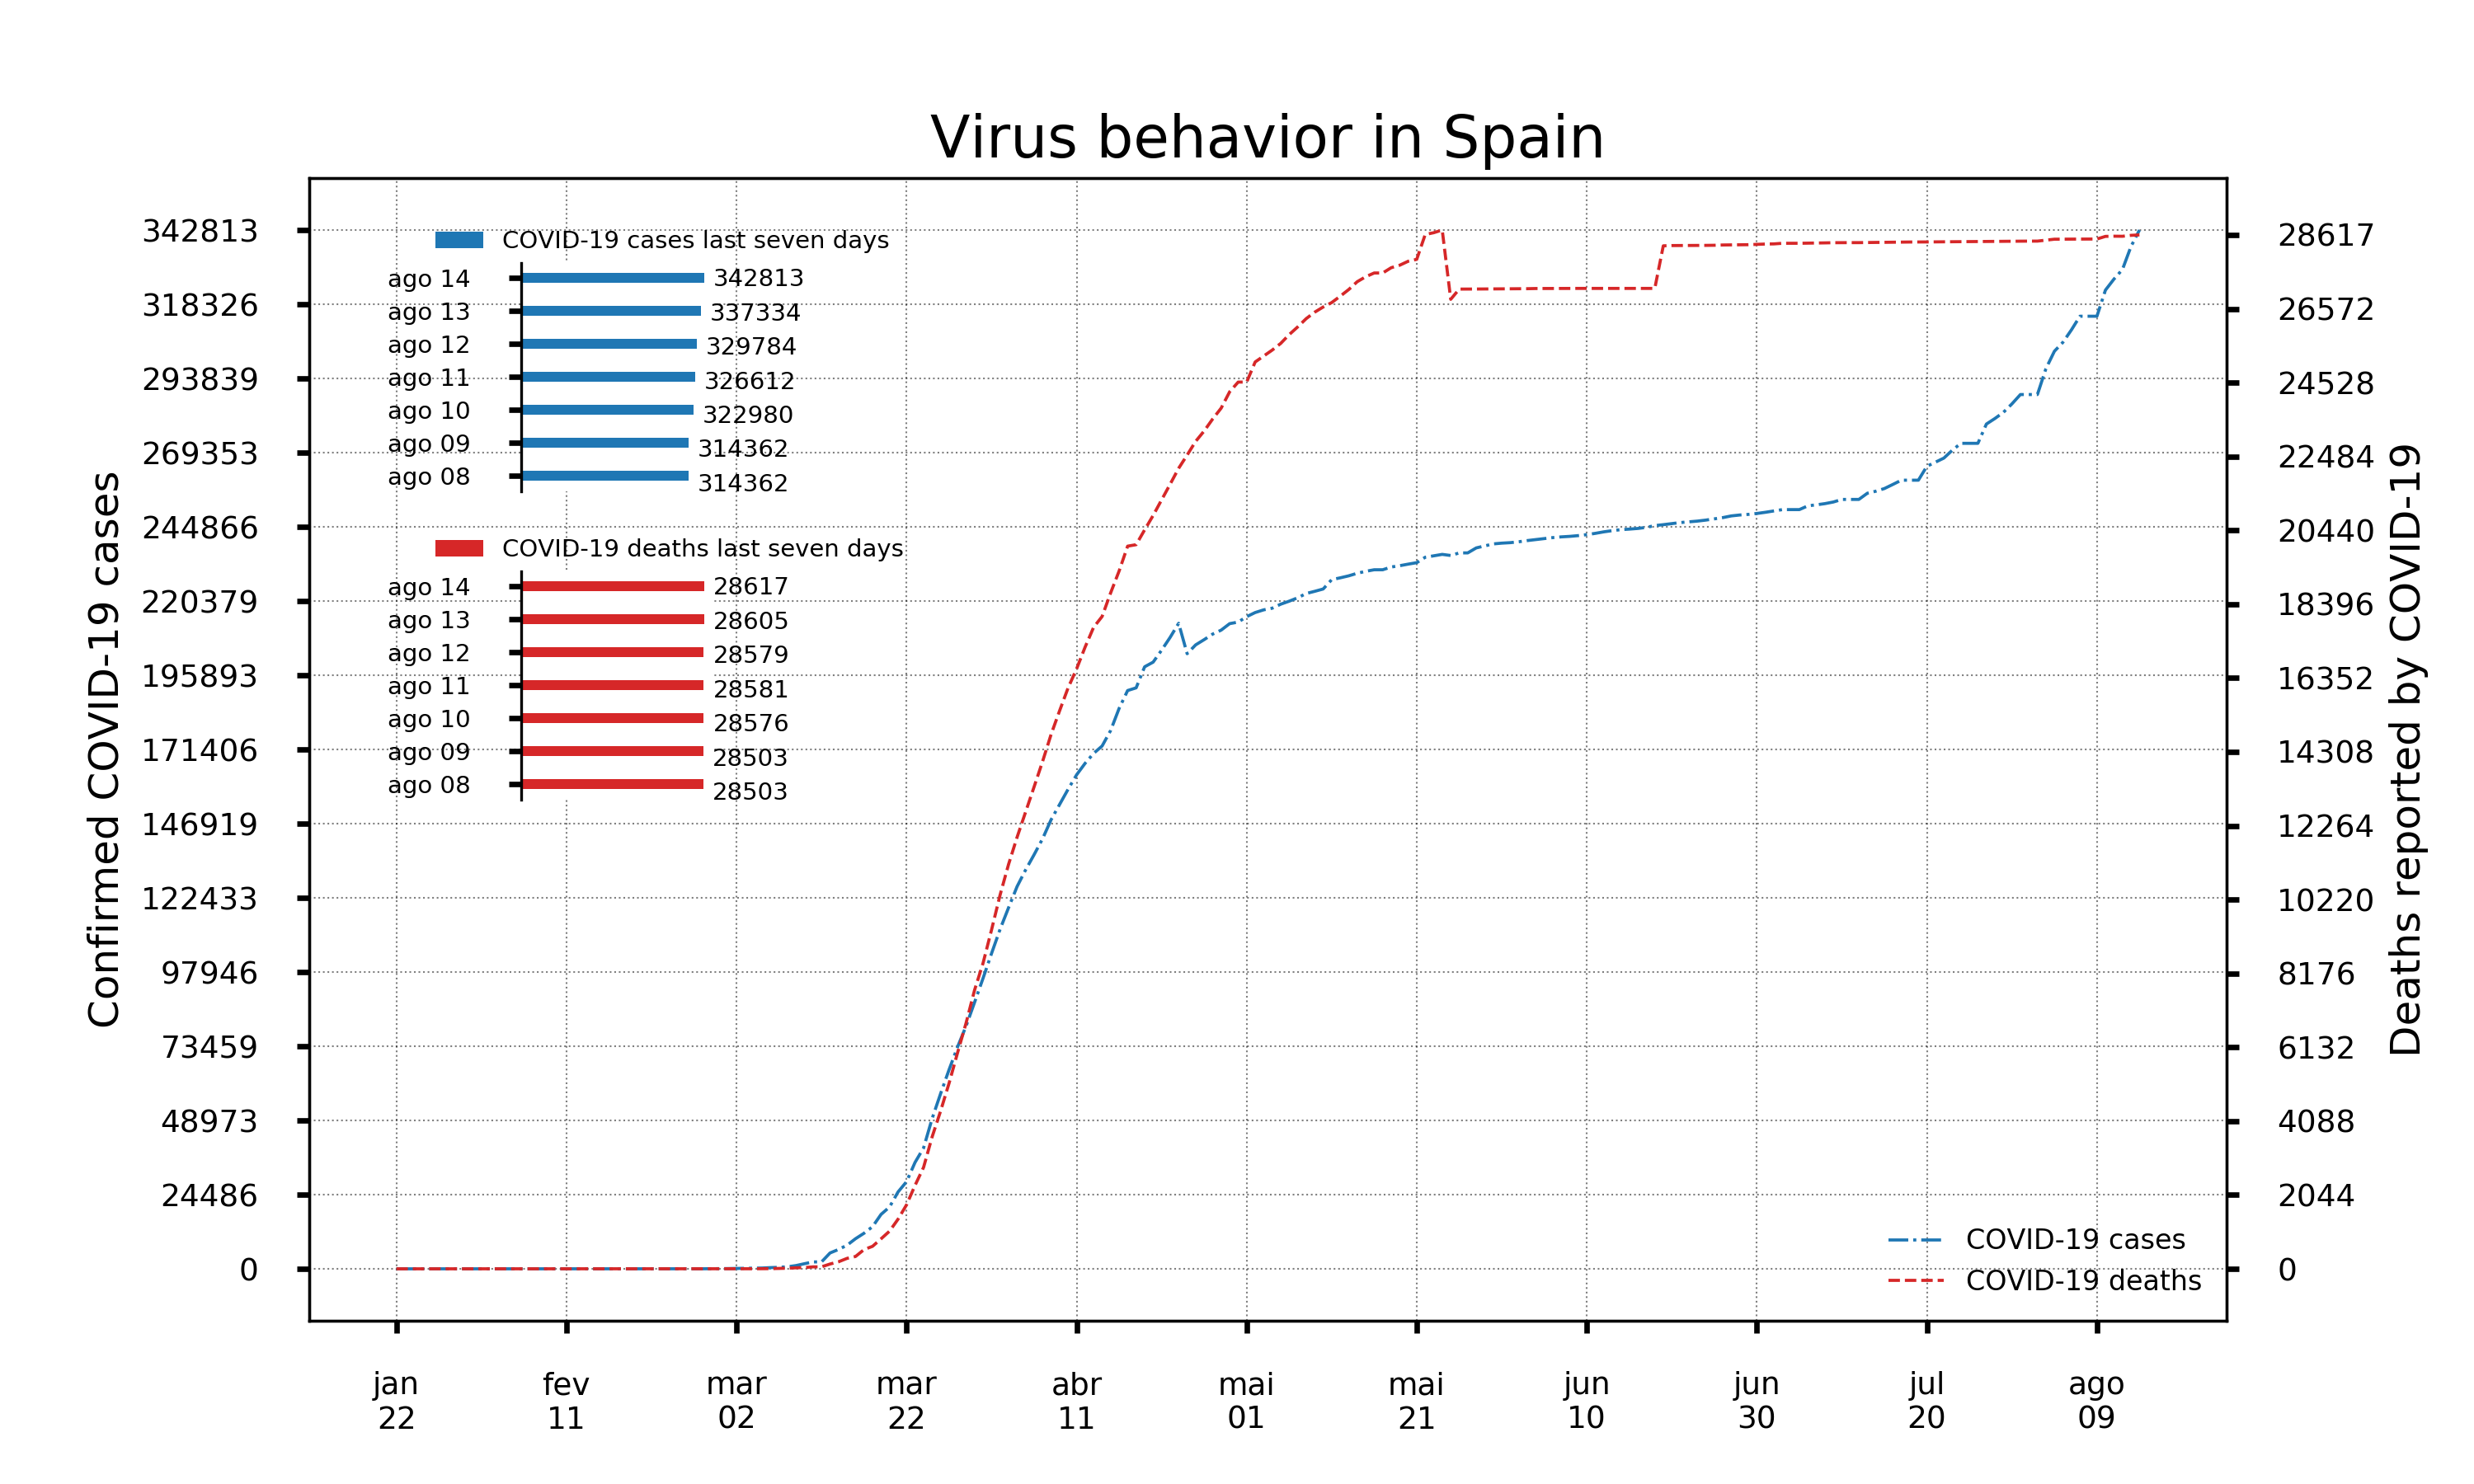 Virus behavior in Spain
Confirmed COVID-19 cases
342813
318326
293839
269353
244866
220379
195893
171406
146919
122433
97946
73459
48973
24486
0
COVID-19 cases last seven days
ago 14 342813
ago 13 337334
ago 12 329784
ago 11 326612
ago 10 322980
ago 09 314362
ago 08 314362
COVID-19 deaths last seven days
ago 14 28617
ago 13 28605
ago 12 28579
ago 11 28581
ago 10 28576
ago 09 28503
ago 08 28503
28617
26572
24528
22484
20440
18396
16352
14308
12264
10220
8176
6132
4088
2044
0
Deaths reported by COVID-19
COVID-19 cases
COVID-19 deaths
jan fev mar mar abr mai mai jun jun jul ago
22 11 02 22 11 01 21 10 30 20 09